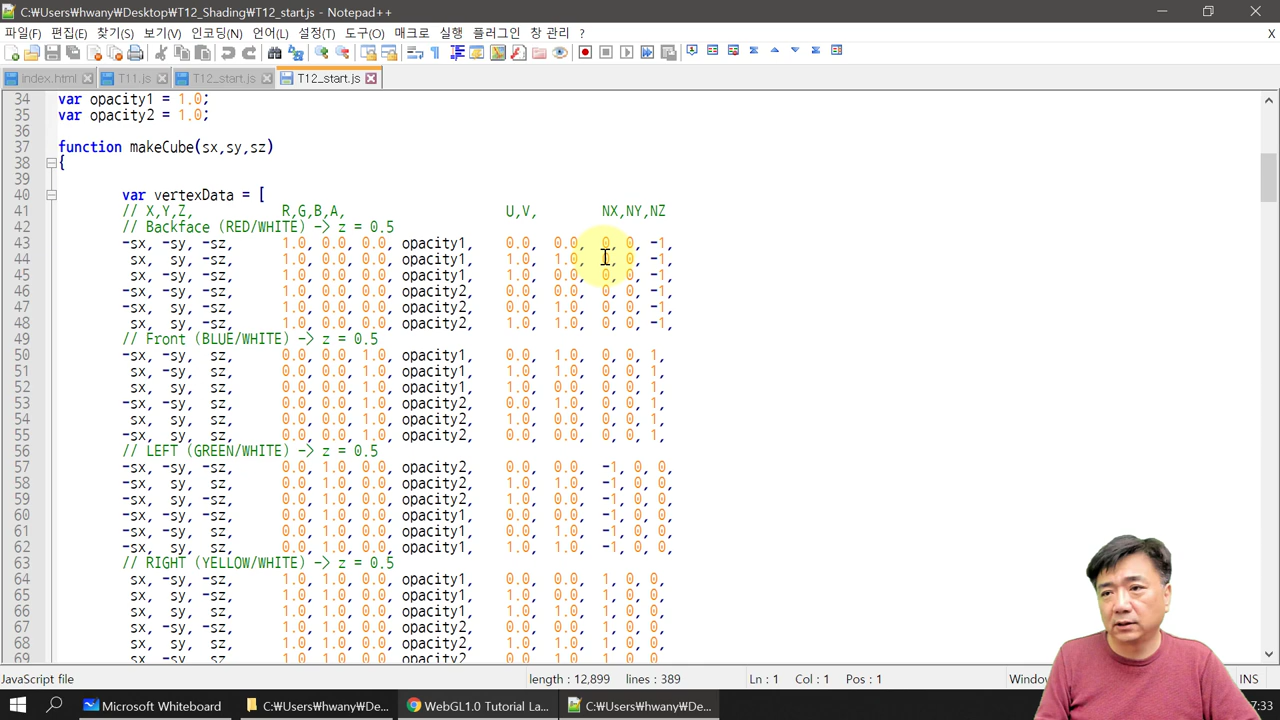 C:₩Users₩hwany₩Desktop₩T12_Shading₩T12_start.js - Notepad++
파일(F) 편집(E) 찾기(S) 보기(V) 인코딩(N) 언어(L) 설정(T) 도구(O) 매크로 실행 플러그인 창 관리 ? X
index.html T11.js T12_start.js T12_start.js
34 var opacity1 = 1.0;
35 var opacity2 = 1.0;
36
37 function makeCube(sx,sy,sz)
38 {
39
40 var vertexData = [
41 // X,Y,Z, R,G,B,A, U,V, NX,NY,NZ
42 // Backface (RED/WHITE) -> z = 0.5
43 -sx, -sy, -sz, 1.0, 0.0, 0.0, opacity1, 0.0, 0.0, 0, 0, -1,
44 sx, sy, -sz, 1.0, 0.0, 0.0, opacity1, 1.0, 1.0, 0, 0, -1,
45 sx, -sy, -sz, 1.0, 0.0, 0.0, opacity1, 1.0, 0.0, 0, 0, -1,
46 -sx, -sy, -sz, 1.0, 0.0, 0.0, opacity2, 0.0, 0.0, 0, 0, -1,
47 -sx, sy, -sz, 1.0, 0.0, 0.0, opacity2, 0.0, 1.0, 0, 0, -1,
48 sx, sy, -sz, 1.0, 0.0, 0.0, opacity2, 1.0, 1.0, 0, 0, -1,
49 // Front (BLUE/WHITE) -> z = 0.5
50 -sx, -sy, sz, 0.0, 0.0, 1.0, opacity1, 0.0, 1.0, 0, 0, 1,
51 sx, sy, sz, 0.0, 0.0, 1.0, opacity1, 1.0, 0.0, 0, 0, 1,
52 sx, -sy, sz, 0.0, 0.0, 1.0, opacity1, 1.0, 0.0, 0, 0, 1,
53 -sx, -sy, sz, 0.0, 0.0, 1.0, opacity2, 0.0, 1.0, 0, 0, 1,
54 sx, sy, sz, 0.0, 0.0, 1.0, opacity2, 1.0, 0.0, 0, 0, 1,
55 -sx, sy, sz, 0.0, 0.0, 1.0, opacity2, 0.0, 0.0, 0, 0, 1,
56 // LEFT (GREEN/WHITE) -> z = 0.5
57 -sx, -sy, -sz, 0.0, 1.0, 0.0, opacity2, 0.0, 0.0, -1, 0, 0,
58 -sx, sy, sz, 0.0, 1.0, 0.0, opacity2, 1.0, 0.0, -1, 0, 0,
59 -sx, -sy, sz, 0.0, 1.0, 0.0, opacity2, 1.0, 0.0, -1, 0, 0,
60 -sx, sy, -sz, 0.0, 1.0, 0.0, opacity1, 0.0, 1.0, -1, 0, 0,
61 -sx, -sy, -sz, 0.0, 1.0, 0.0, opacity1, 0.0, 1.0, -1, 0, 0,
62 -sx, sy, sz, 0.0, 1.0, 0.0, opacity1, 1.0, 1.0, -1, 0, 0,
63 // RIGHT (YELLOW/WHITE) -> z = 0.5
64 sx, -sy, -sz, 1.0, 1.0, 0.0, opacity1, 0.0, 0.0, 1, 0, 0,
65 sx, sy, sz, 1.0, 1.0, 0.0, opacity1, 1.0, 0.0, 1, 0, 0,
66 sx, -sy, sz, 1.0, 1.0, 0.0, opacity1, 1.0, 0.0, 1, 0, 0,
67 sx, -sy, -sz, 1.0, 1.0, 0.0, opacity2, 0.0, 1.0, 1, 0, 0,
68 sx, sy, sz, 1.0, 1.0, 0.0, opacity2, 1.0, 0.0, 1, 0, 0,
69
JavaScript file length : 12,899 lines : 389 Ln : 1 Col : 1 Pos : 1 INS
Microsoft Whiteboard C:₩Users₩hwany₩De... WebGL1.0 Tutorial La... C:₩Users₩hwany₩De...